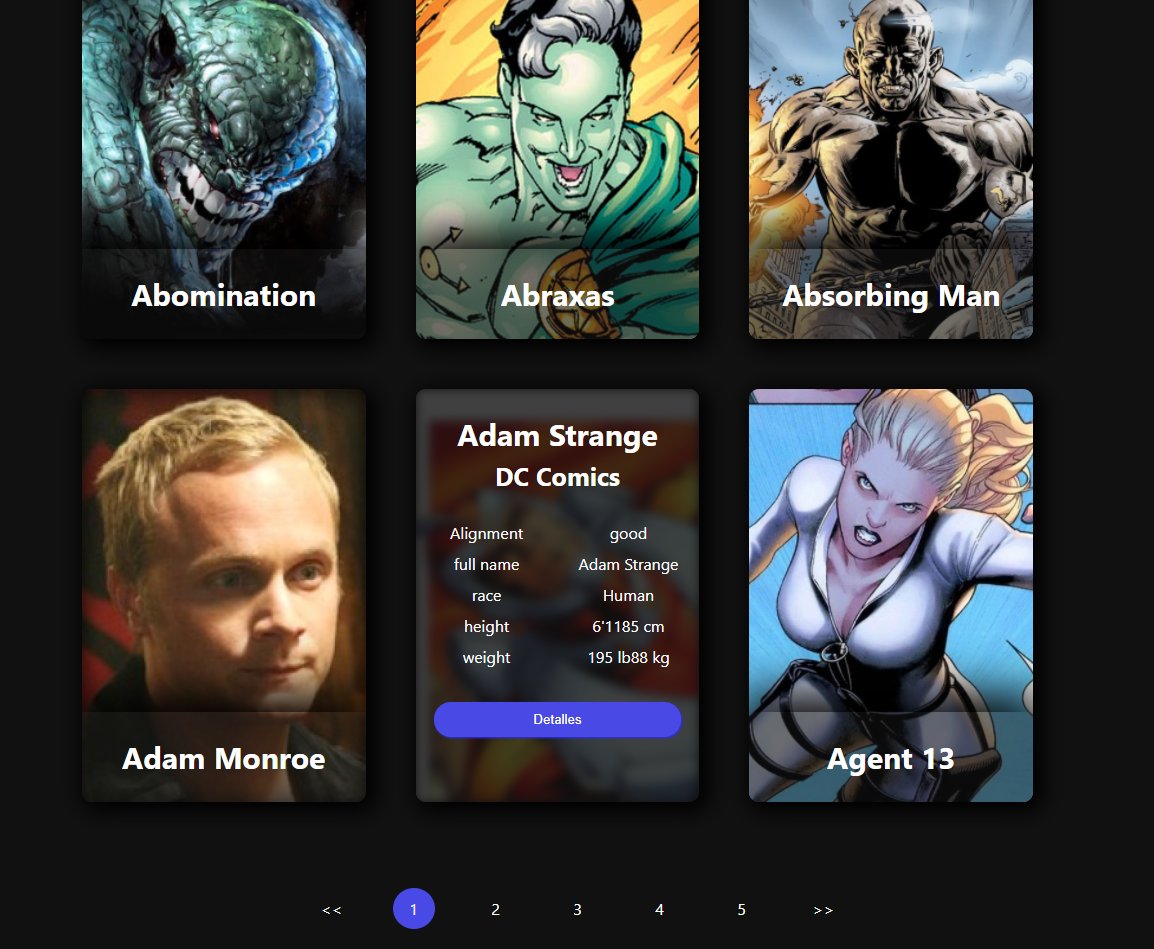 Abomination
Abraxas
Absorbing Man
Adam Monroe
Adam Strange
DC Comics
Alignment good
full name Adam Strange
race Human
height 6'1185 cm
weight 195 lb88 kg
Detalles
Agent 13
<< 1 2 3 4 5 >>